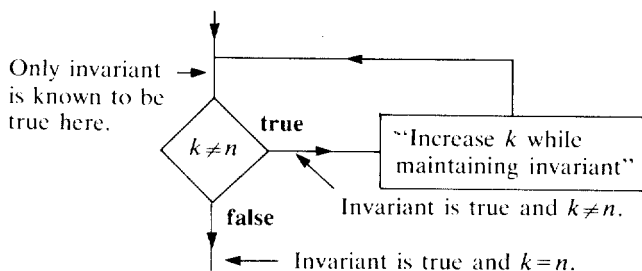 Only invariant
is known to be
true here.
true
k≠n
"Increase k while
maintaining invariant"
Invariant is true and k≠n.
false
Invariant is true and k=n.